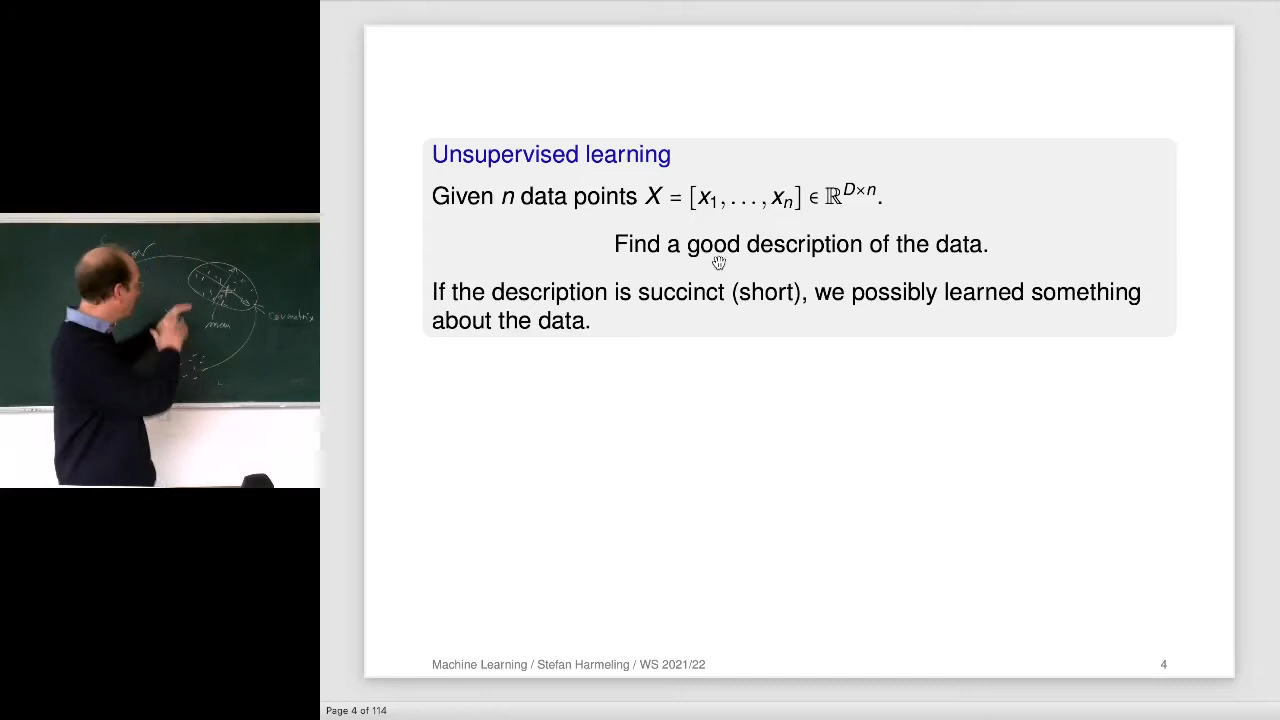 Unsupervised learning
Given n data points X = [x₁, . . . , xₙ] ∈ ℝ^{D×n}.
Find a good description of the data.
If the description is succinct (short), we possibly learned something
about the data.
Machine Learning / Stefan Harmeling / WS 2021/22
4
Page 4 of 114
mean